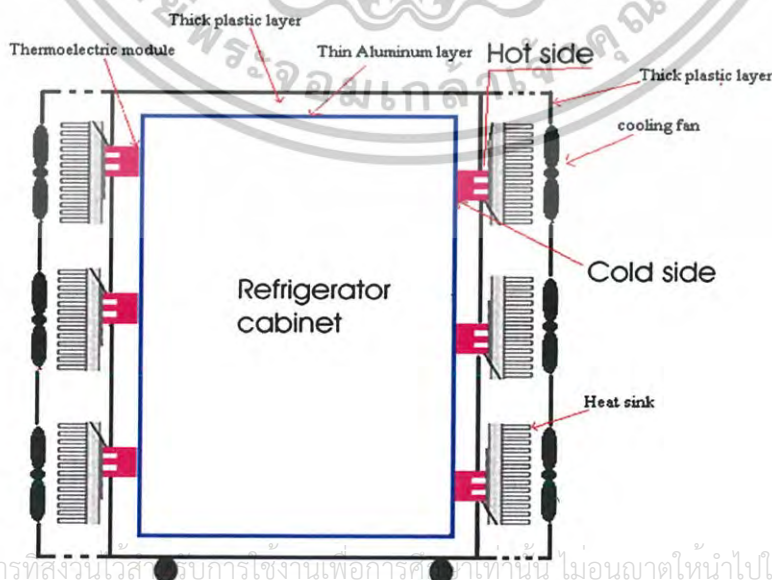 Thick plastic layer
Thermoelectric module
Thin Aluminum layer
Hot side
Thick plastic layer
cooling fan
Cold side
Refrigerator
cabinet
Heat sink